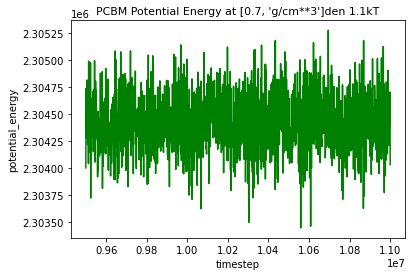 1e6
PCBM Potential Energy at [0.7, 'g/cm**3']den 1.1kT
2.30525
2.30500
2.30475
2.30450
2.30425
2.30400
2.30375
2.30350
potential_energy
0.96 0.98 1.00 1.02 1.04 1.06 1.08 1.10
timestep
1e7